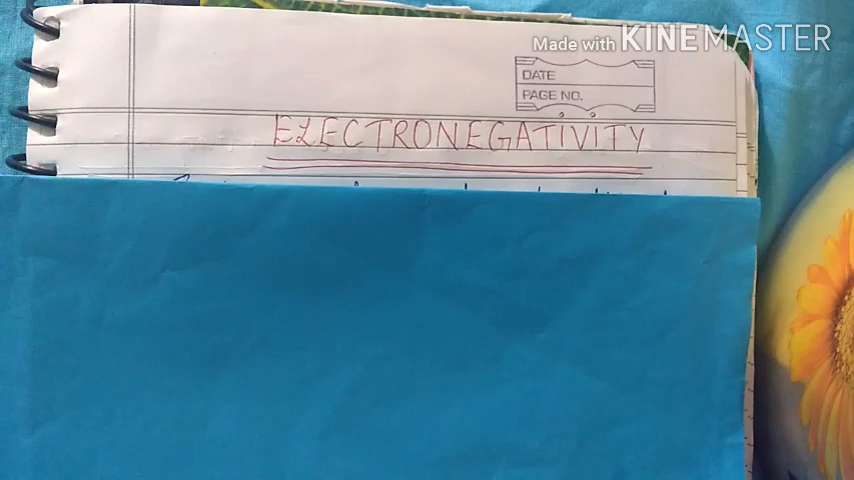 Made with KINEMASTER
DATE
PAGE NO.
ELECTRONEGATIVITY